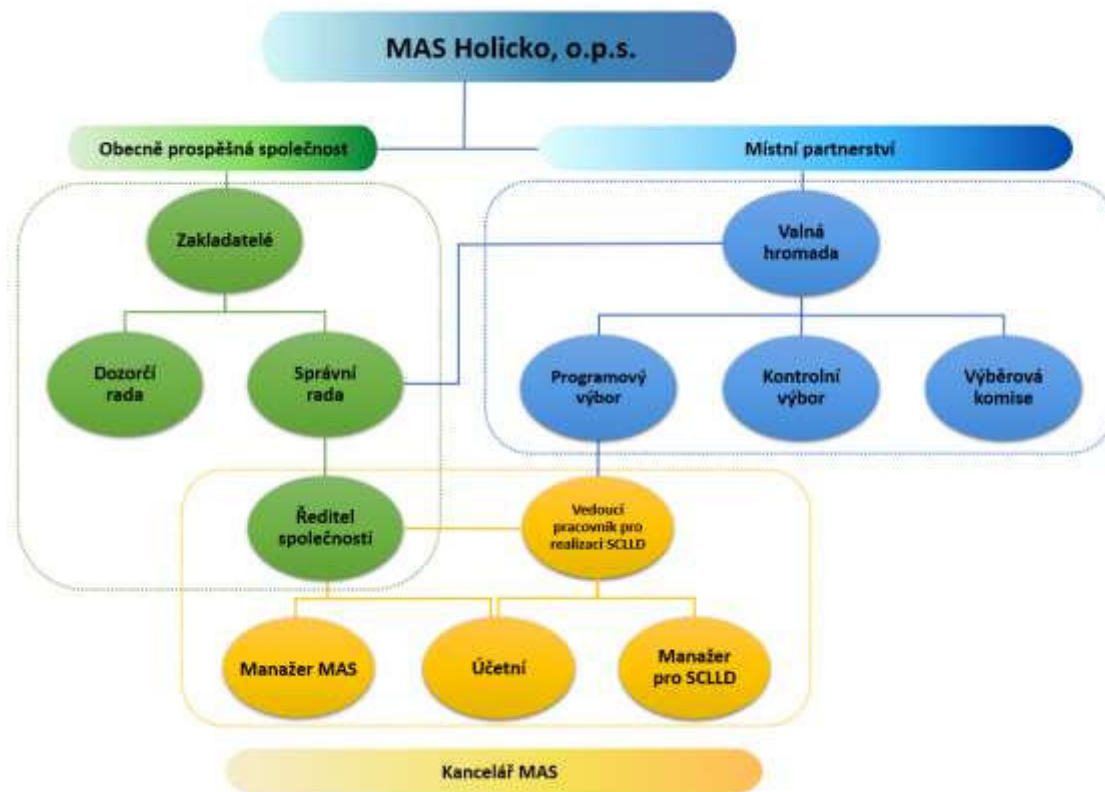 MAS Holicko, o.p.s.
Obecně prospěšná společnost
Místní partnerství
Zakladatelé
Valná
hromada
Dozorčí
rada
Správní
rada
Programový
výbor
Kontrolní
výbor
Výběrová
komise
Ředitel
společnosti
Vedoucí
pracovník pro
realizaci SCLLD
Manažer MAS
Účetní
Manažer
pro SCLLD
Kancelář MAS